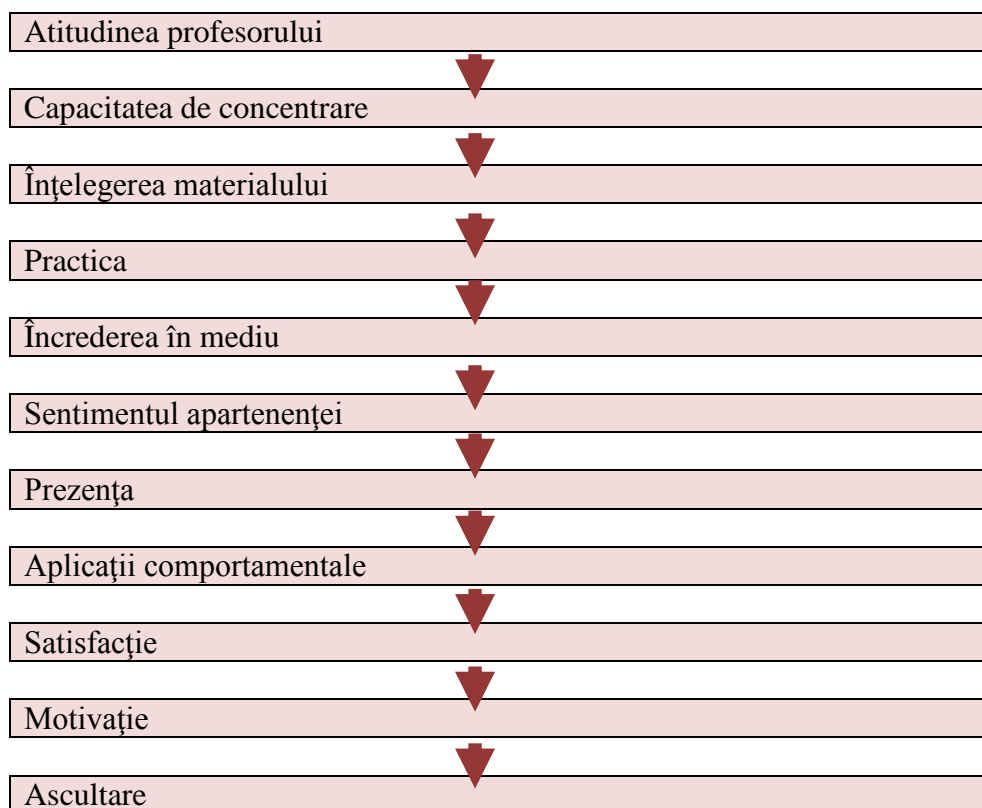 Atitudinea profesorului
Capacitatea de concentrare
Înţelegerea materialului
Practica
Încrederea în mediu
Sentimentul apartenenţei
Prezenţa
Aplicaţii comportamentale
Satisfacţie
Motivaţie
Ascultare